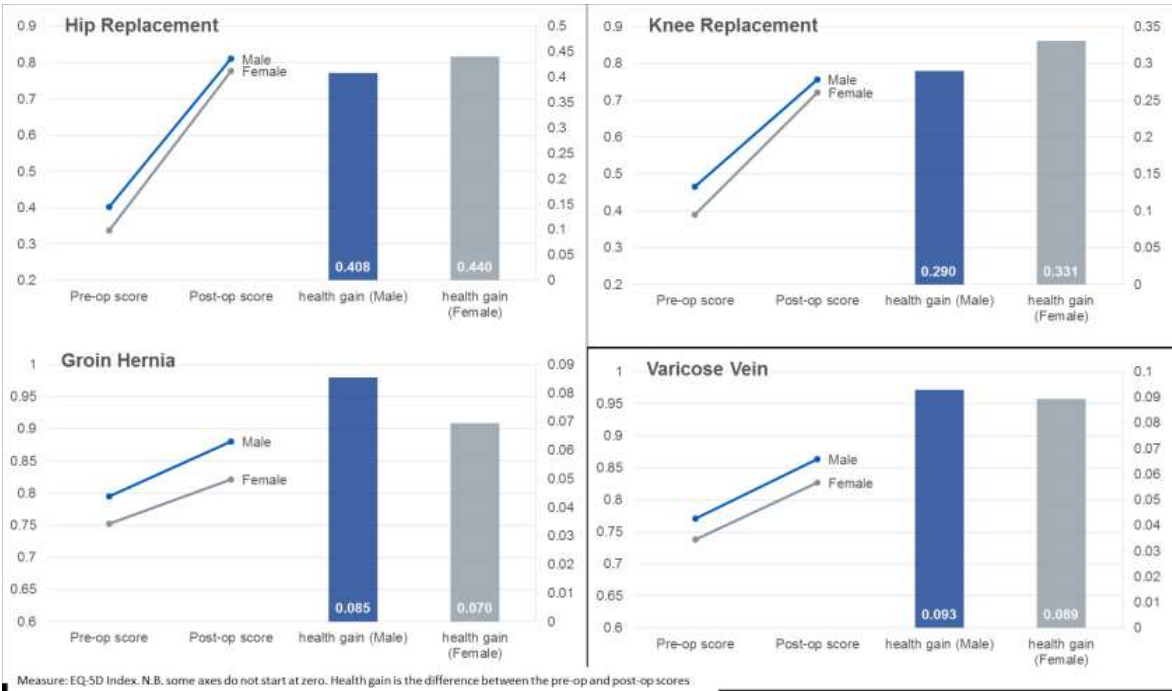 Hip Replacement
0.9
0.8
0.7
0.6
0.5
0.4
0.3
0.2
Male
Female
0.408
0.440
0.5
0.45
0.4
0.35
0.3
0.25
0.2
0.15
0.1
0.05
0
Pre-op score
Post-op score
health gain (Male)
health gain
(Female)
Knee Replacement
0.9
0.8
0.7
0.6
0.5
0.4
0.3
0.2
Male
Female
0.290
0.331
0.35
0.3
0.25
0.2
0.15
0.1
0.05
0
Pre-op score
Post-op score
health gain (Male)
health gain
(Female)
Groin Hernia
1
0.95
0.9
0.85
0.8
0.75
0.7
0.65
0.6
Male
Female
0.085
0.070
0.09
0.08
0.07
0.06
0.05
0.04
0.03
0.02
0.01
0
Pre-op score
Post-op score
health gain (Male)
health gain
(Female)
Varicose Vein
1
0.95
0.9
0.85
0.8
0.75
0.7
0.65
0.6
Male
Female
0.093
0.089
0.1
0.09
0.08
0.07
0.06
0.05
0.04
0.03
0.02
0.01
0
Pre-op score
Post-op score
health gain (Male)
health gain
(Female)
Measure: EQ-5D Index. N.B. some axes do not start at zero. Health gain is the difference between the pre-op and post-op scores